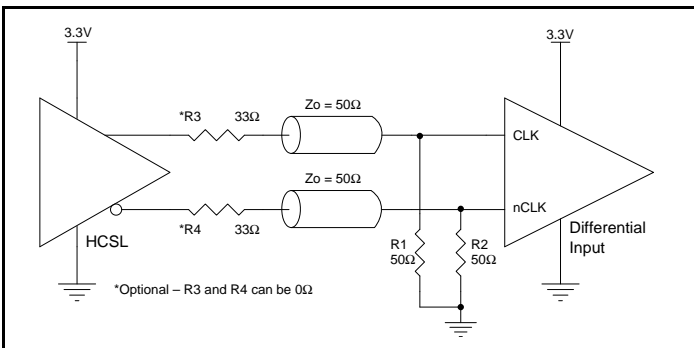 3.3V
3.3V
*R3 33Ω
Zo = 50Ω
CLK
Zo = 50Ω
nCLK
*R4 33Ω
HCSL
R1
50Ω
R2
50Ω
Differential
Input
*Optional – R3 and R4 can be 0Ω